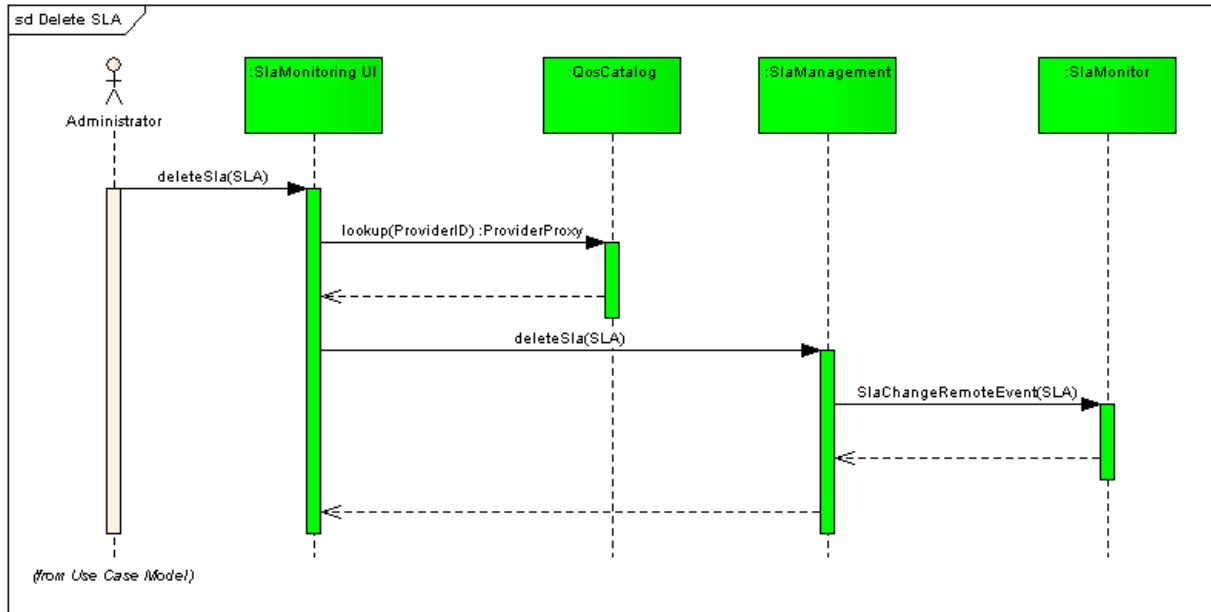 sd Delete SLA
:SlaMonitoring UI
:QosCatalog
:SlaManagement
:SlaMonitor
Administrator
deleteSla(SLA)
lookup(ProviderID) :ProviderProxy
deleteSla(SLA)
SlaChangeRemoteEvent(SLA)
(from Use Case Model)